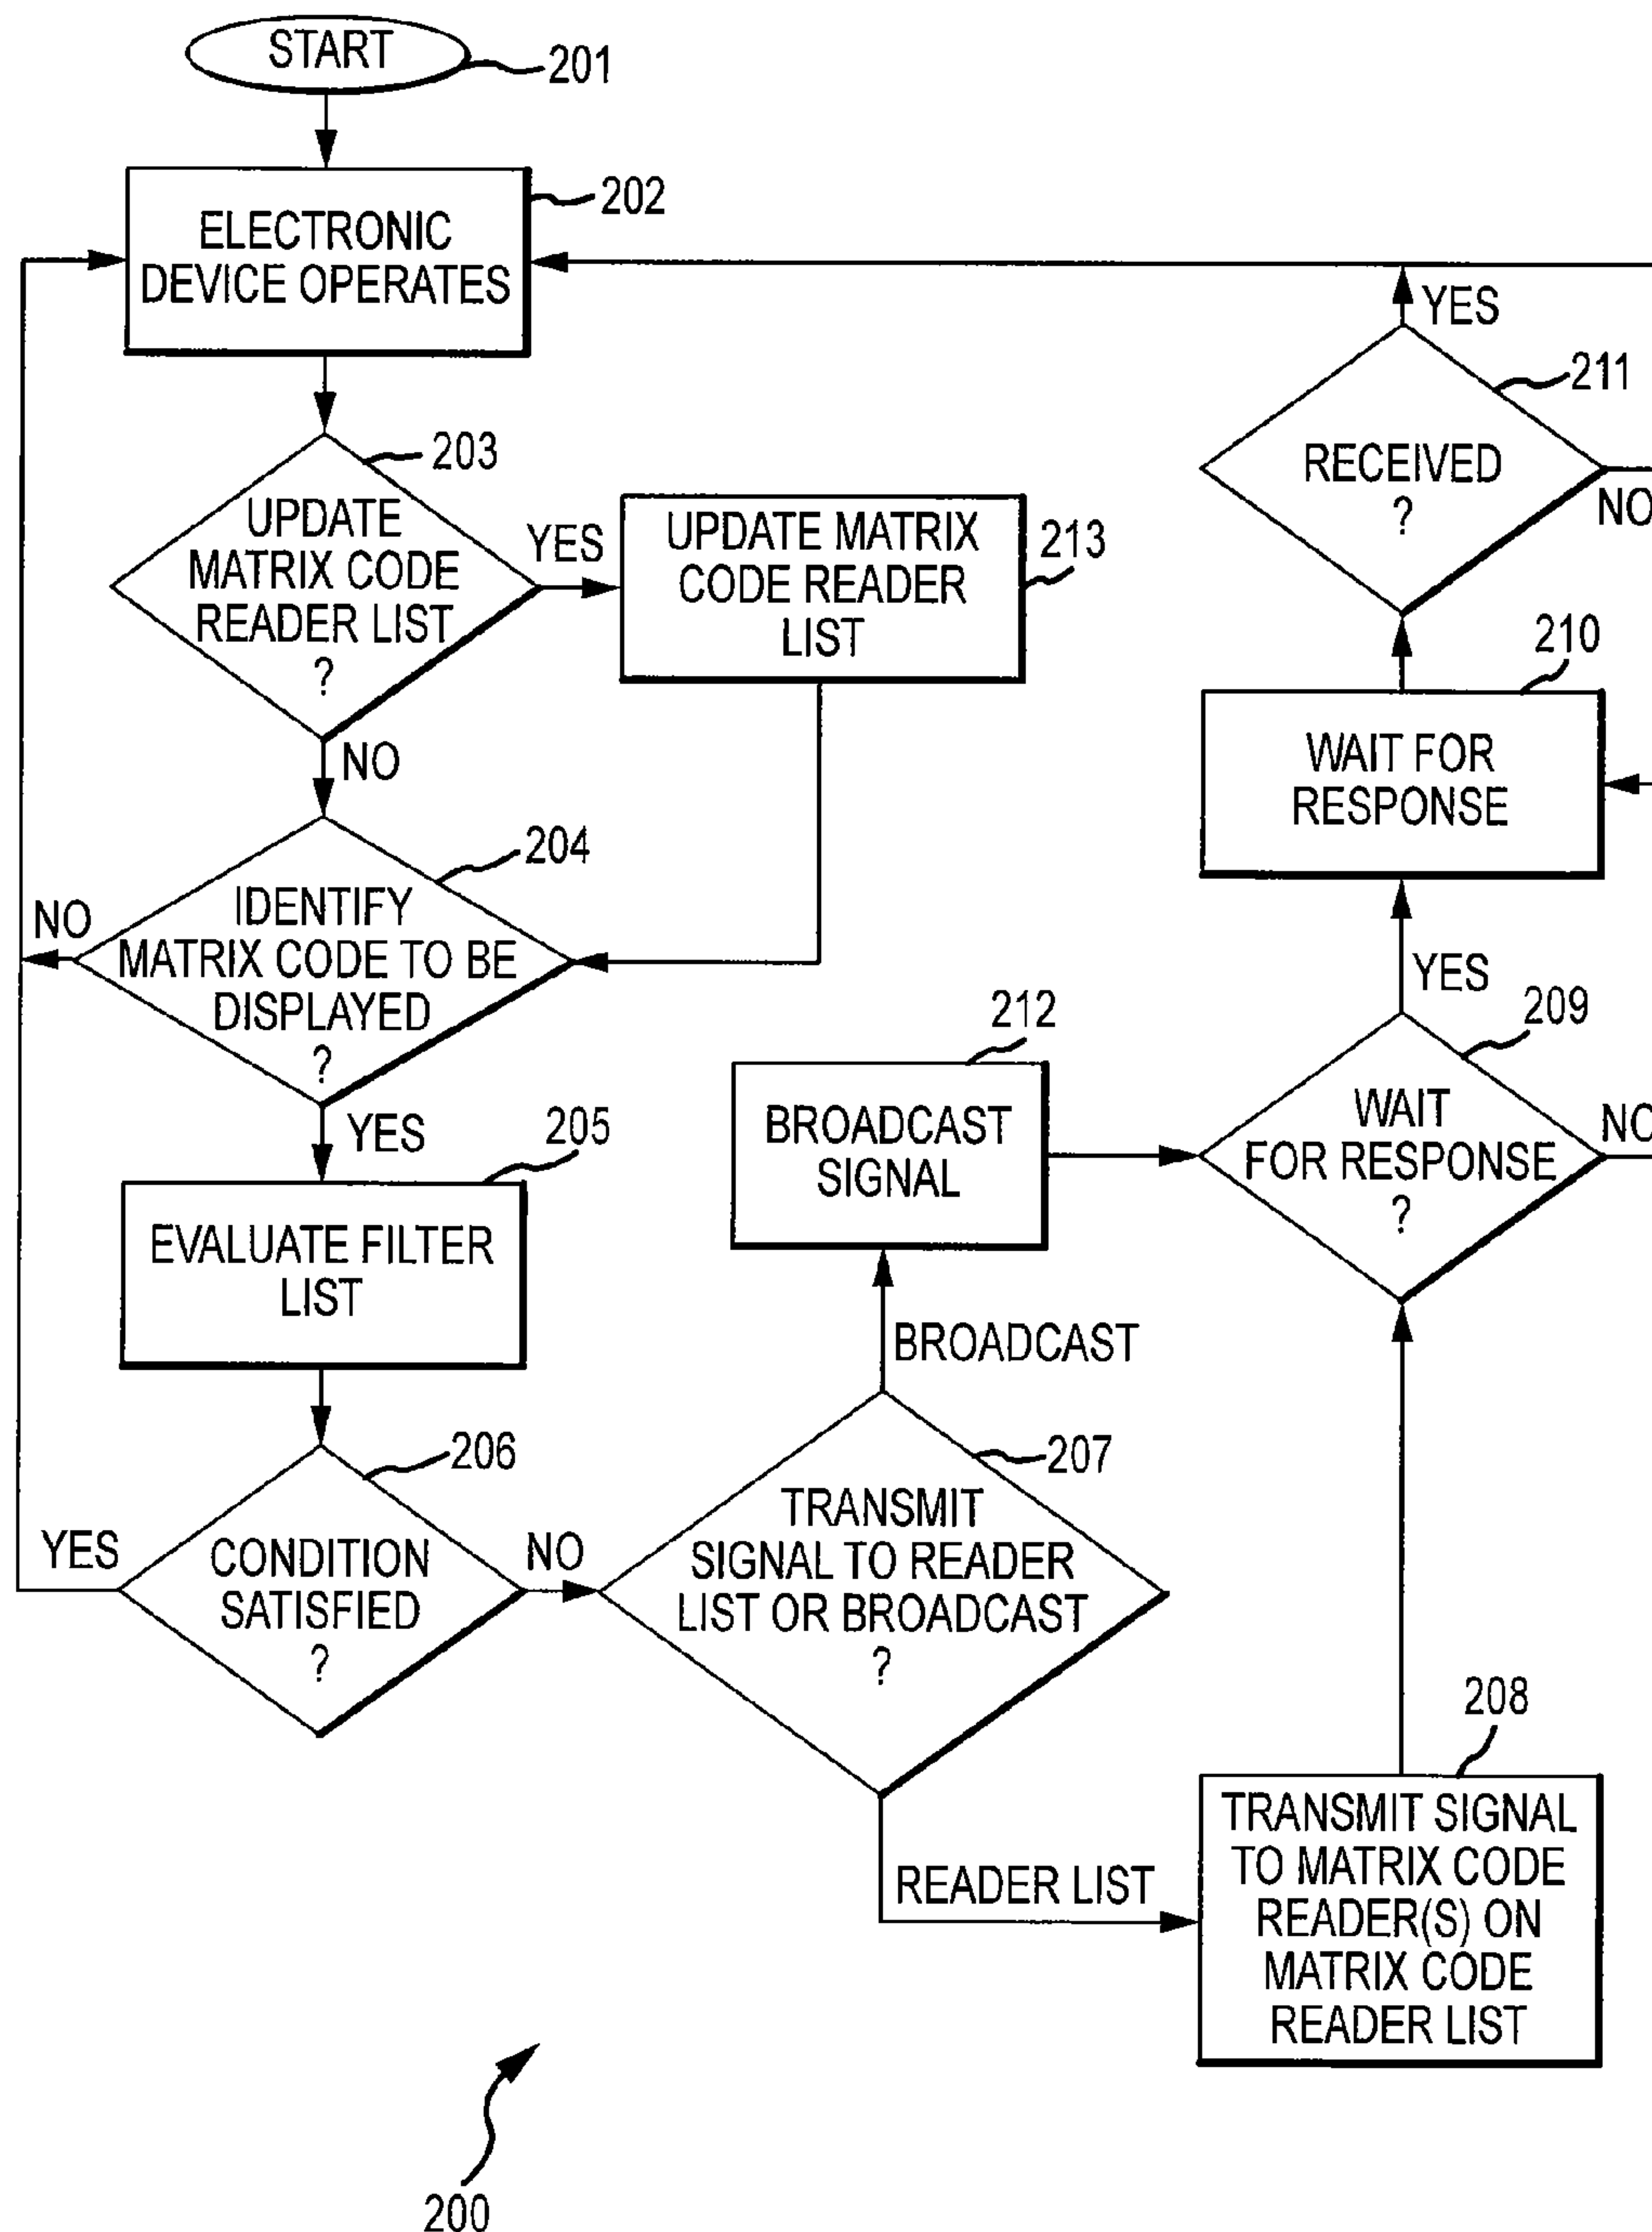 START
201
202
ELECTRONIC
DEVICE OPERATES
YES
211
203
RECEIVED
?
NO
UPDATE
MATRIX CODE
READER LIST
?
YES
UPDATE MATRIX
CODE READER
LIST
213
210
NO
WAIT FOR
RESPONSE
204
NO
IDENTIFY
MATRIX CODE TO BE
DISPLAYED
?
YES
212
209
YES
205
BROADCAST
SIGNAL
WAIT
FOR RESPONSE
?
NO
EVALUATE FILTER
LIST
BROADCAST
206
207
YES
CONDITION
SATISFIED
?
NO
TRANSMIT
SIGNAL TO READER
LIST OR BROADCAST
?
208
READER LIST
TRANSMIT SIGNAL
TO MATRIX CODE
READER(S) ON
MATRIX CODE
READER LIST
200